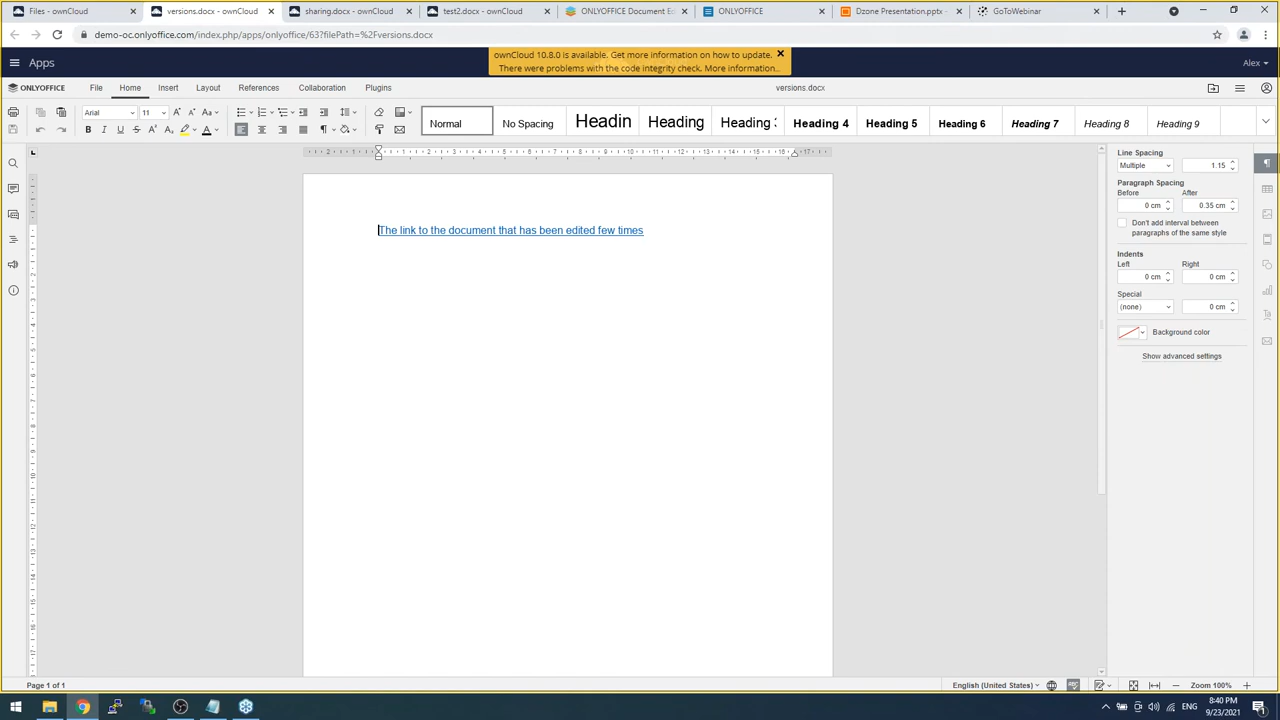 Files - ownCloud
versions.docx - ownCloud
sharing.docx - ownCloud
test2.docx - ownCloud
ONLYOFFICE Document Ed
ONLYOFFICE
Dzone Presentation.pptx -
GoToWebinar
demo-oc.onlyoffice.com/index.php/apps/onlyoffice/63?filePath=%2Fversions.docx
ownCloud 10.8.0 is available. Get more information on how to update.
There were problems with the code integrity check. More information...
Apps
Alex
ONLYOFFICE
File Home Insert Layout References Collaboration Plugins
versions.docx
Arial 11
Normal
No Spacing
Headin
Heading
Heading
Heading 4
Heading 5
Heading 6
Heading 7
Heading 8
Heading 9
Line Spacing
Multiple 1.15
Paragraph Spacing
Before After
0 cm 0.35 cm
Don't add interval between
paragraphs of the same style
Indents
Left Right
0 cm 0 cm
Special
(none) 0 cm
Background color
Show advanced settings
The link to the document that has been edited few times
Page 1 of 1
English (United States)
Zoom 100%
ENG
8:40 PM
9/23/2021